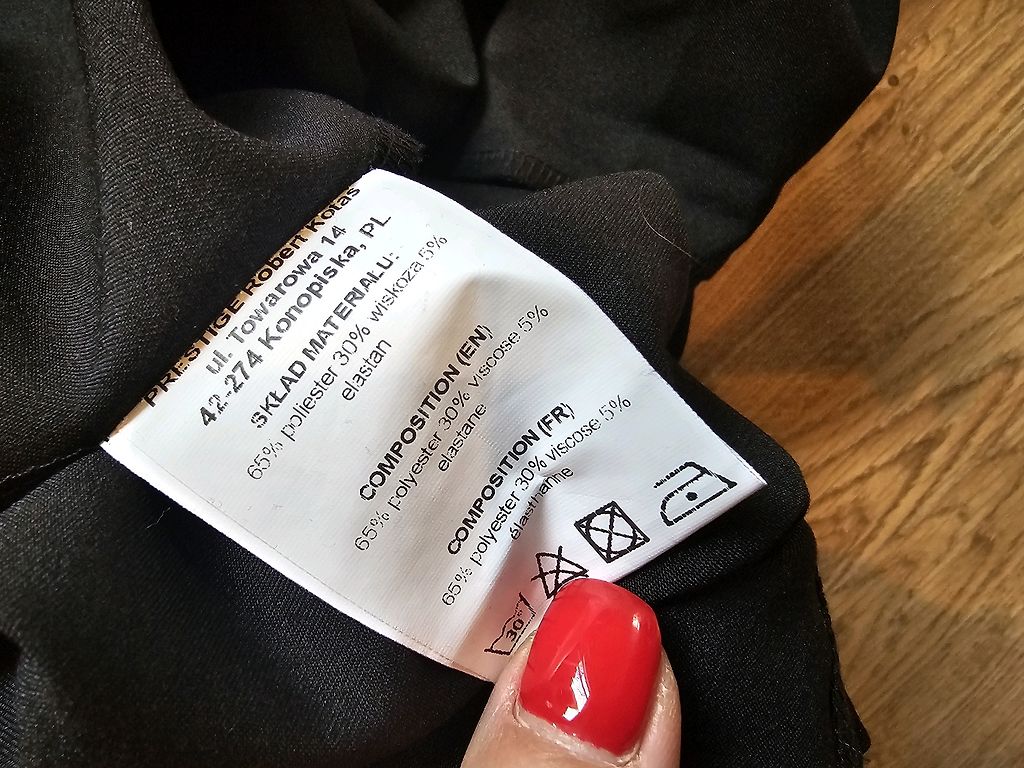 PRESTIGE Robert Kołas
ul. Towarowa 14
42-274 Konopiska, PL
SKŁAD MATERIAŁU:
65% poliester 30% wiskoza 5%
elastan
COMPOSITION (EN)
65% polyester 30% viscose 5%
elastane
COMPOSITION (FR)
65% polyester 30% viscose 5%
élasthanne
30°